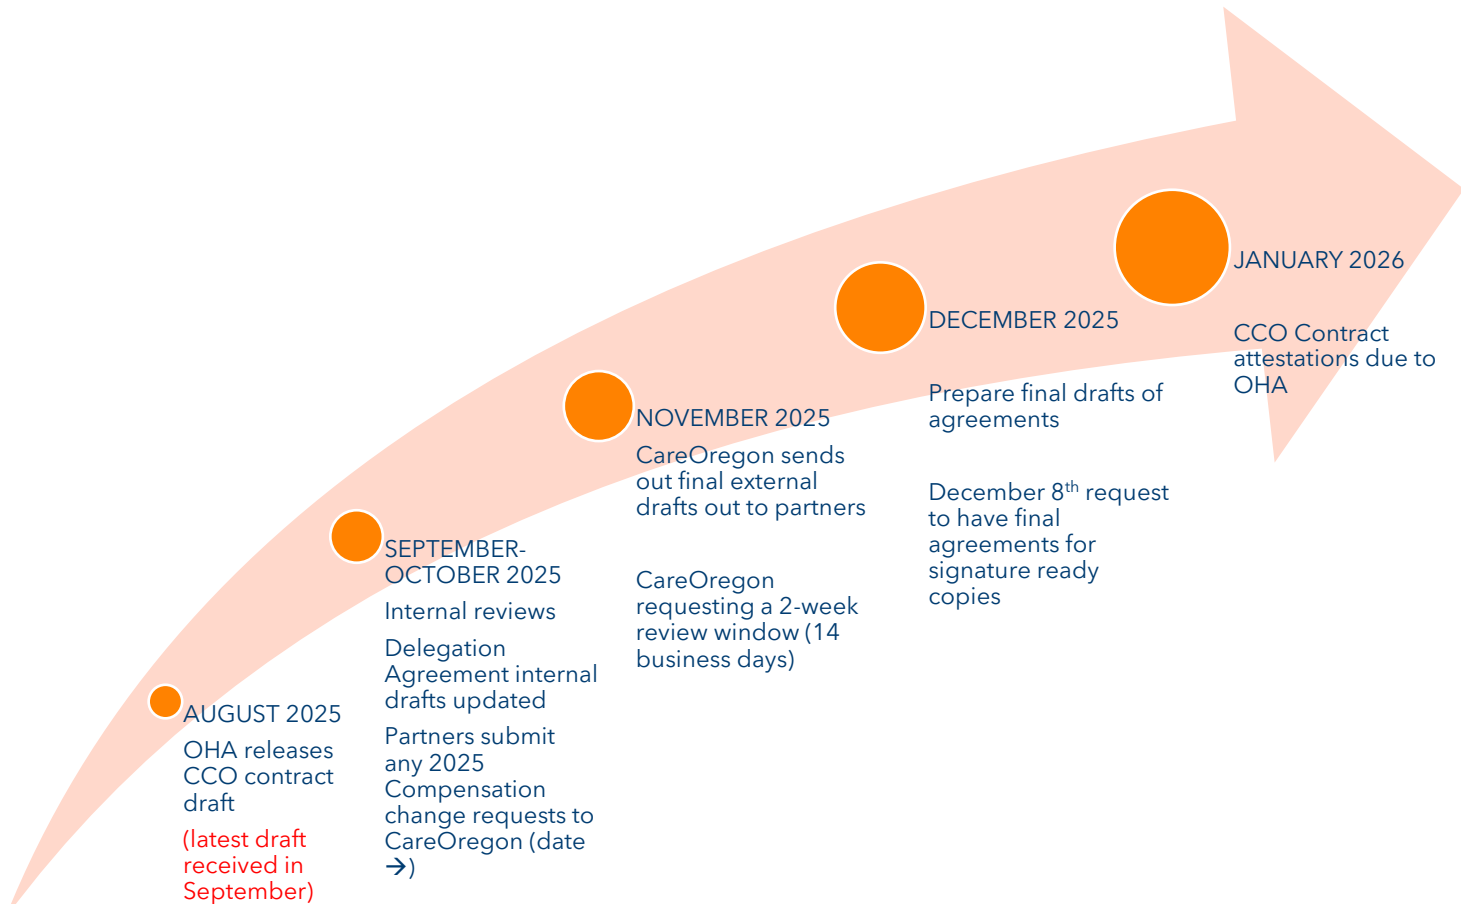 AUGUST 2025
OHA releases
CCO contract
draft
(latest draft
received in
September)
SEPTEMBER-
OCTOBER 2025
Internal reviews
Delegation
Agreement internal
drafts updated
Partners submit
any 2025
Compensation
change requests to
CareOregon (date
→)
NOVEMBER 2025
CareOregon sends
out final external
drafts out to partners
CareOregon
requesting a 2-week
review window (14
business days)
DECEMBER 2025
Prepare final drafts of
agreements
December 8th request
to have final
agreements for
signature ready
copies
JANUARY 2026
CCO Contract
attestations due to
OHA